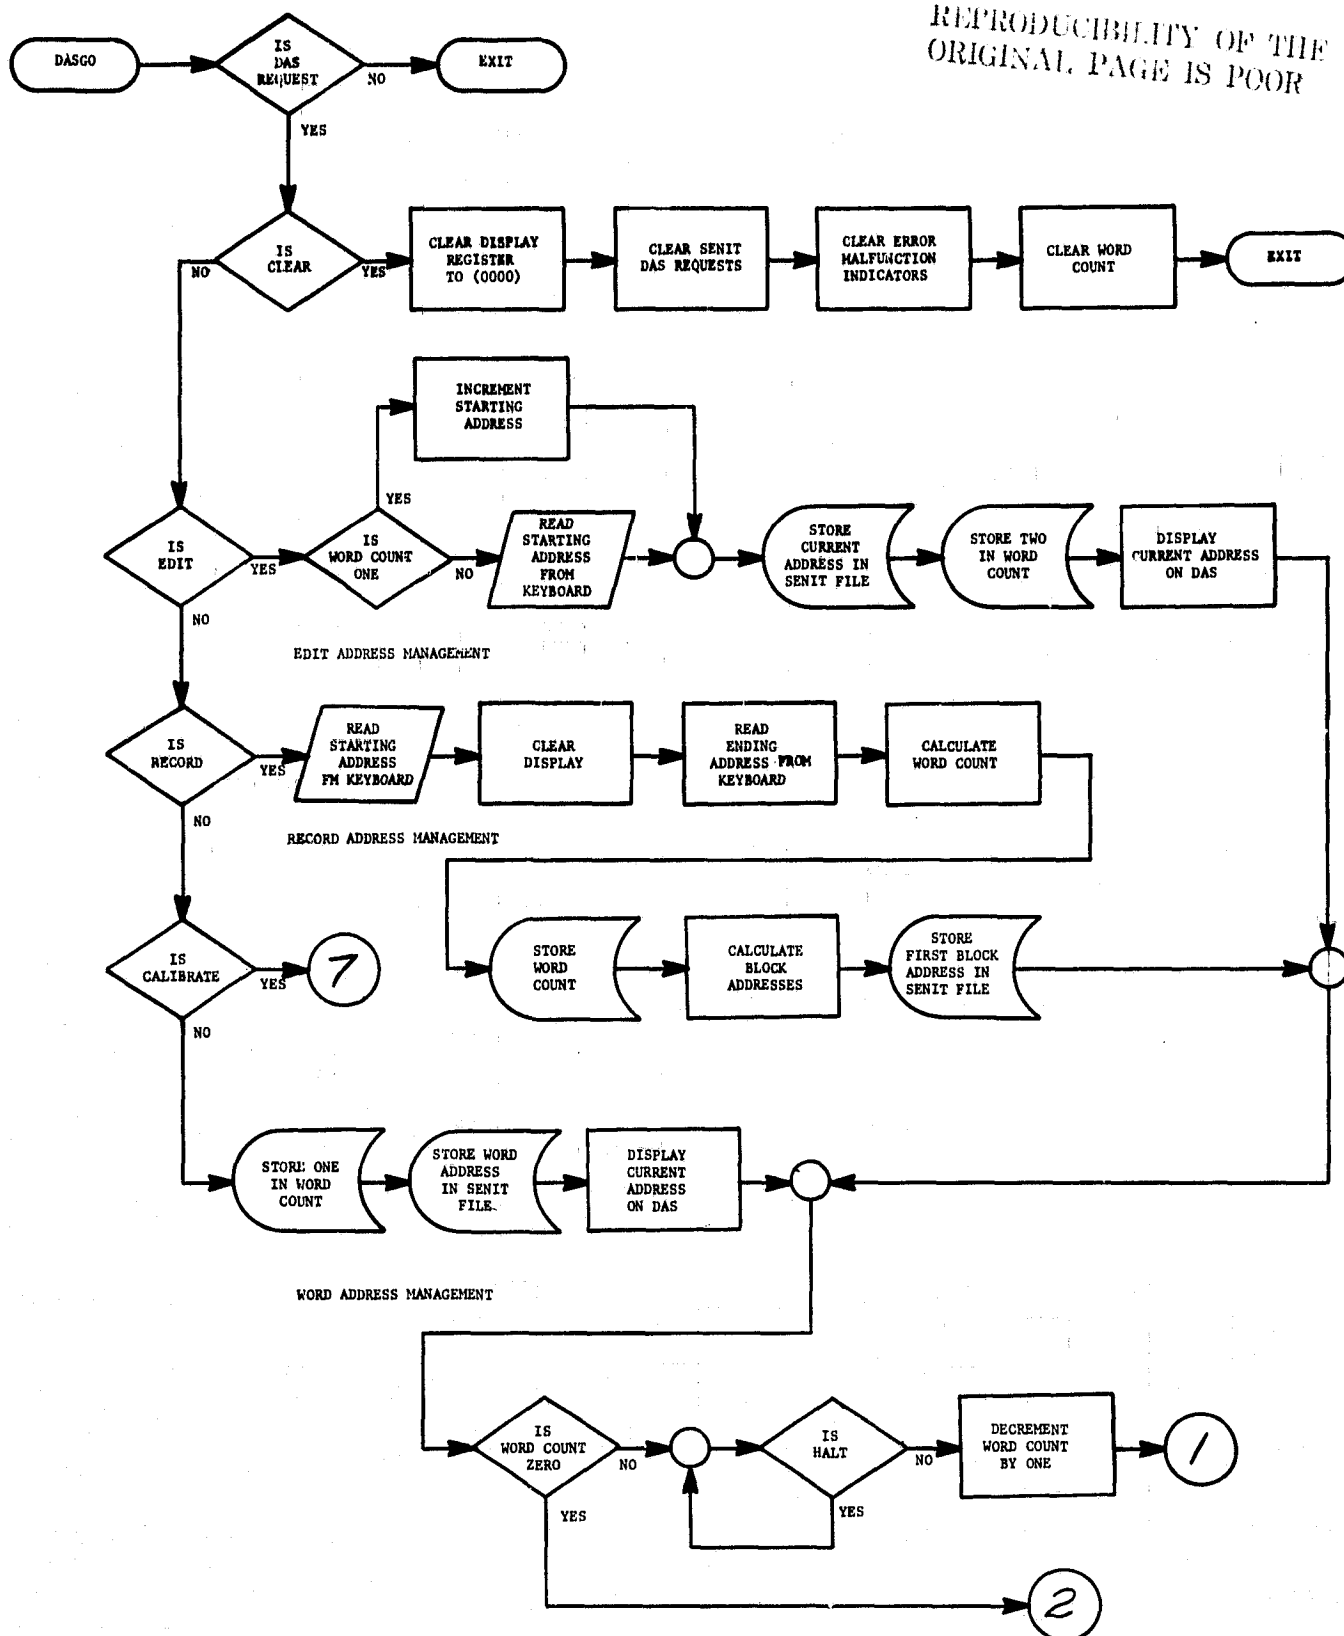 REPRODUCIBILITY OF THE
ORIGINAL PAGE IS POOR
DASGO
IS
DAS
REQUEST
NO
EXIT
YES
IS
CLEAR
NO
YES
CLEAR DISPLAY
REGISTER
TO (0000)
CLEAR SENIT
DAS REQUESTS
CLEAR ERROR
MALFUNCTION
INDICATORS
CLEAR WORD
COUNT
EXIT
INCREMENT
STARTING
ADDRESS
YES
IS
EDIT
YES
NO
IS
WORD COUNT
ONE
NO
READ
STARTING
ADDRESS
FROM
KEYBOARD
STORE
CURRENT
ADDRESS IN
SENIT FILE
STORE TWO
IN WORD
COUNT
DISPLAY
CURRENT ADDRESS
ON DAS
EDIT ADDRESS MANAGEMENT
IS
RECORD
YES
NO
READ
STARTING
ADDRESS
FM KEYBOARD
CLEAR
DISPLAY
READ
ENDING
ADDRESS FROM
KEYBOARD
CALCULATE
WORD COUNT
RECORD ADDRESS MANAGEMENT
IS
CALIBRATE
YES
NO
7
STORE
WORD
COUNT
CALCULATE
BLOCK
ADDRESSES
STORE
FIRST BLOCK
ADDRESS IN
SENIT FILE
STORE ONE
IN WORD
COUNT
STORE WORD
ADDRESS
IN SENIT
FILE
DISPLAY
CURRENT
ADDRESS
ON DAS
WORD ADDRESS MANAGEMENT
IS
WORD COUNT
ZERO
NO
YES
IS
HALT
NO
YES
DECREMENT
WORD COUNT
BY ONE
1
2